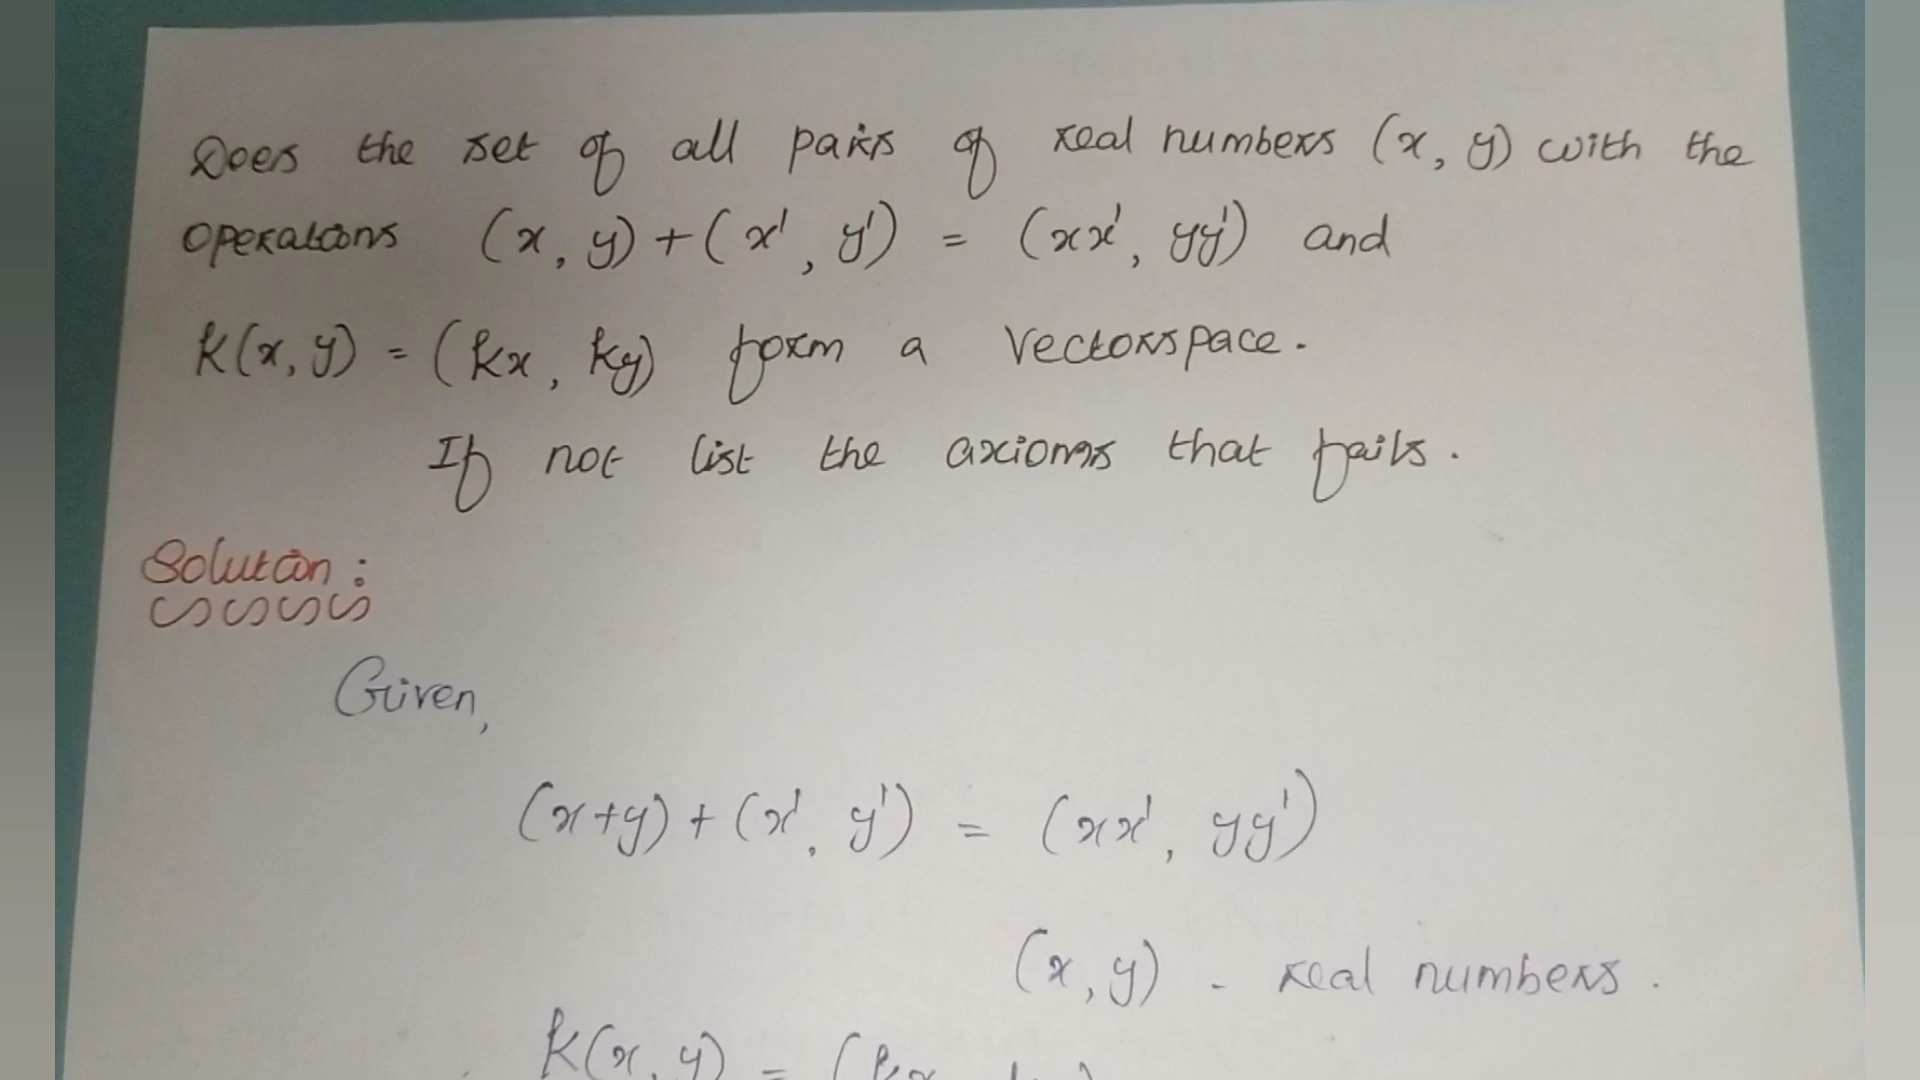 Does the set of all pairs of real numbers (x, y) with the
operations (x, y) + (x', y') = (xx', yy') and
k(x, y) = (kx, ky) form a vectorspace.
If not list the axioms that fails.
Solution:
Given,
(x+y) + (x', y') = (xx', yy')
(x, y) - real numbers.
k(x, y) = (kx